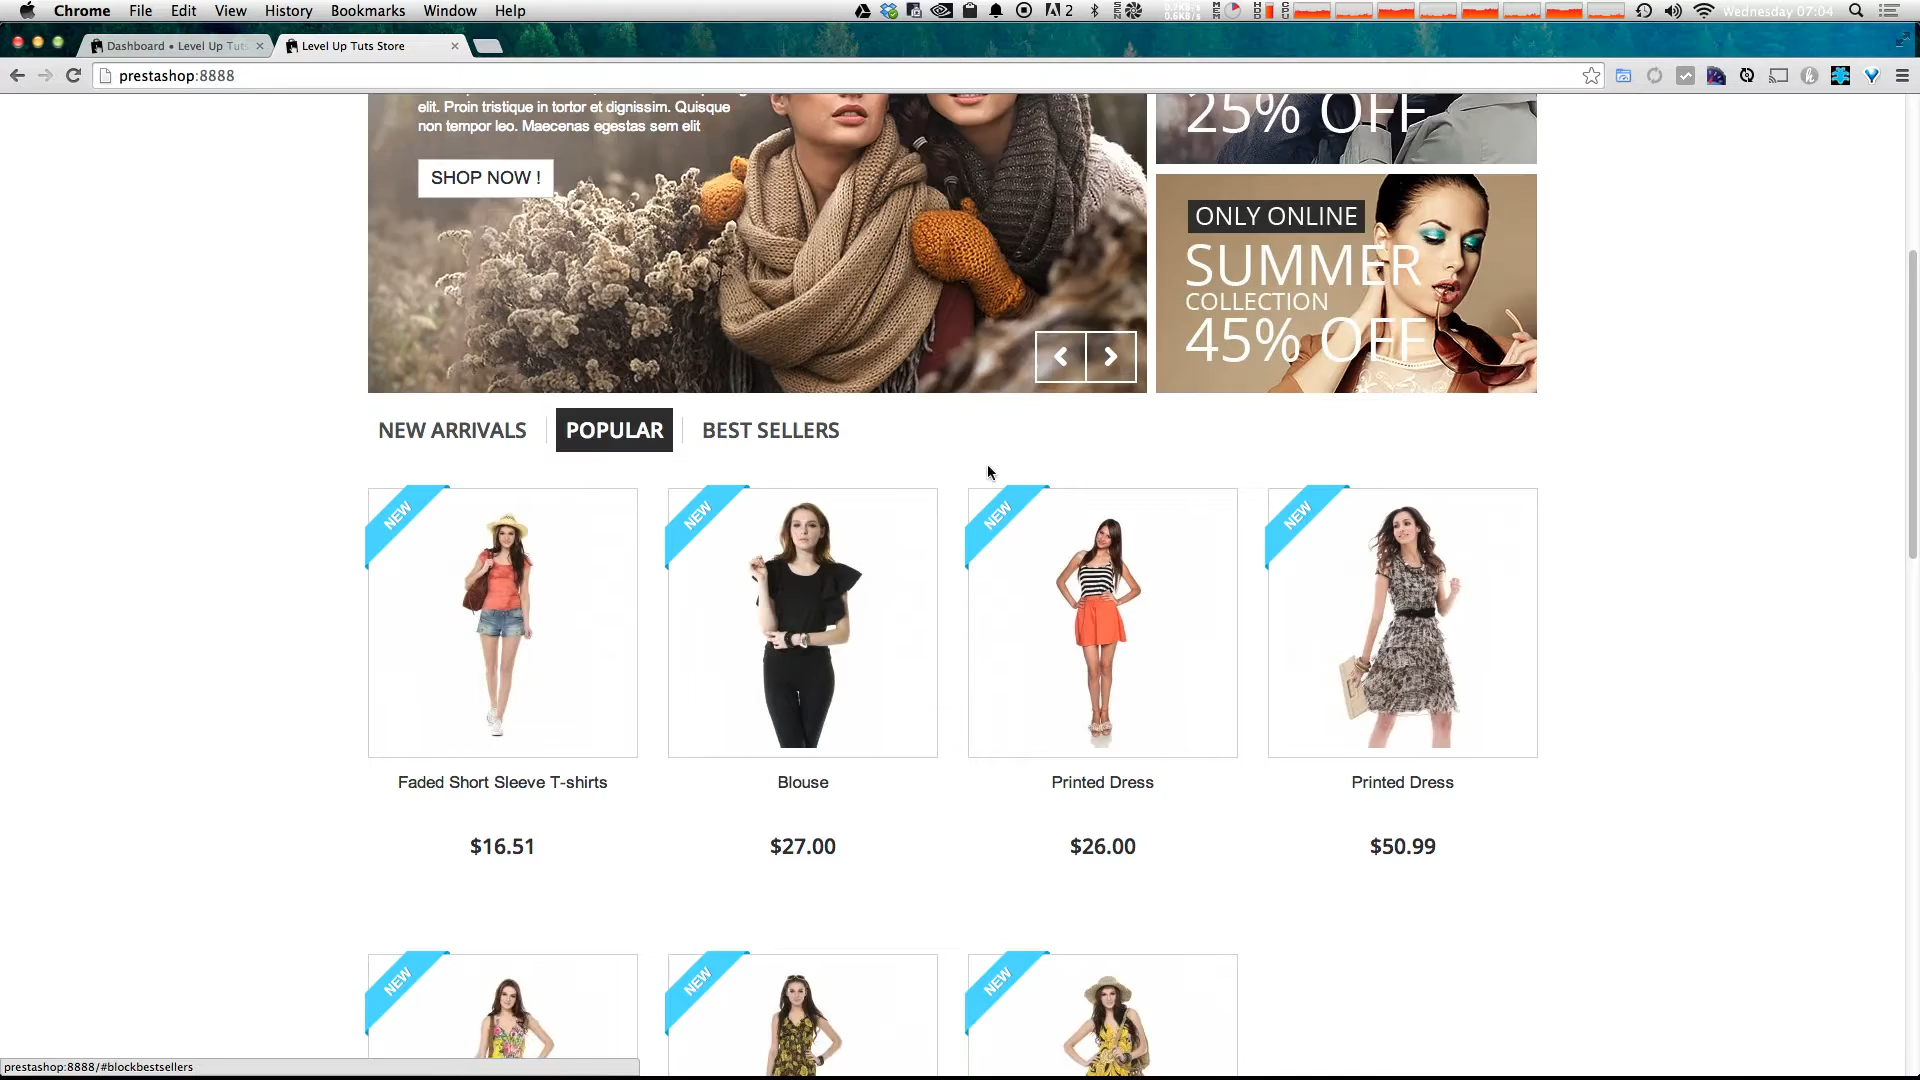 Chrome File Edit View History Bookmarks Window Help
2
Wednesday 07:04
Dashboard • Level Up Tuts
Level Up Tuts Store
prestashop:8888
elit. Proin tristique in tortor et dignissim. Quisque
non tempor leo. Maecenas egestas sem elit
SHOP NOW !
25% OFF
ONLY ONLINE
SUMMER
COLLECTION
45% OFF
NEW ARRIVALS
POPULAR
BEST SELLERS
NEW
NEW
NEW
NEW
Faded Short Sleeve T-shirts
Blouse
Printed Dress
Printed Dress
$16.51
$27.00
$26.00
$50.99
NEW
NEW
NEW
prestashop:8888/#blockbestsellers